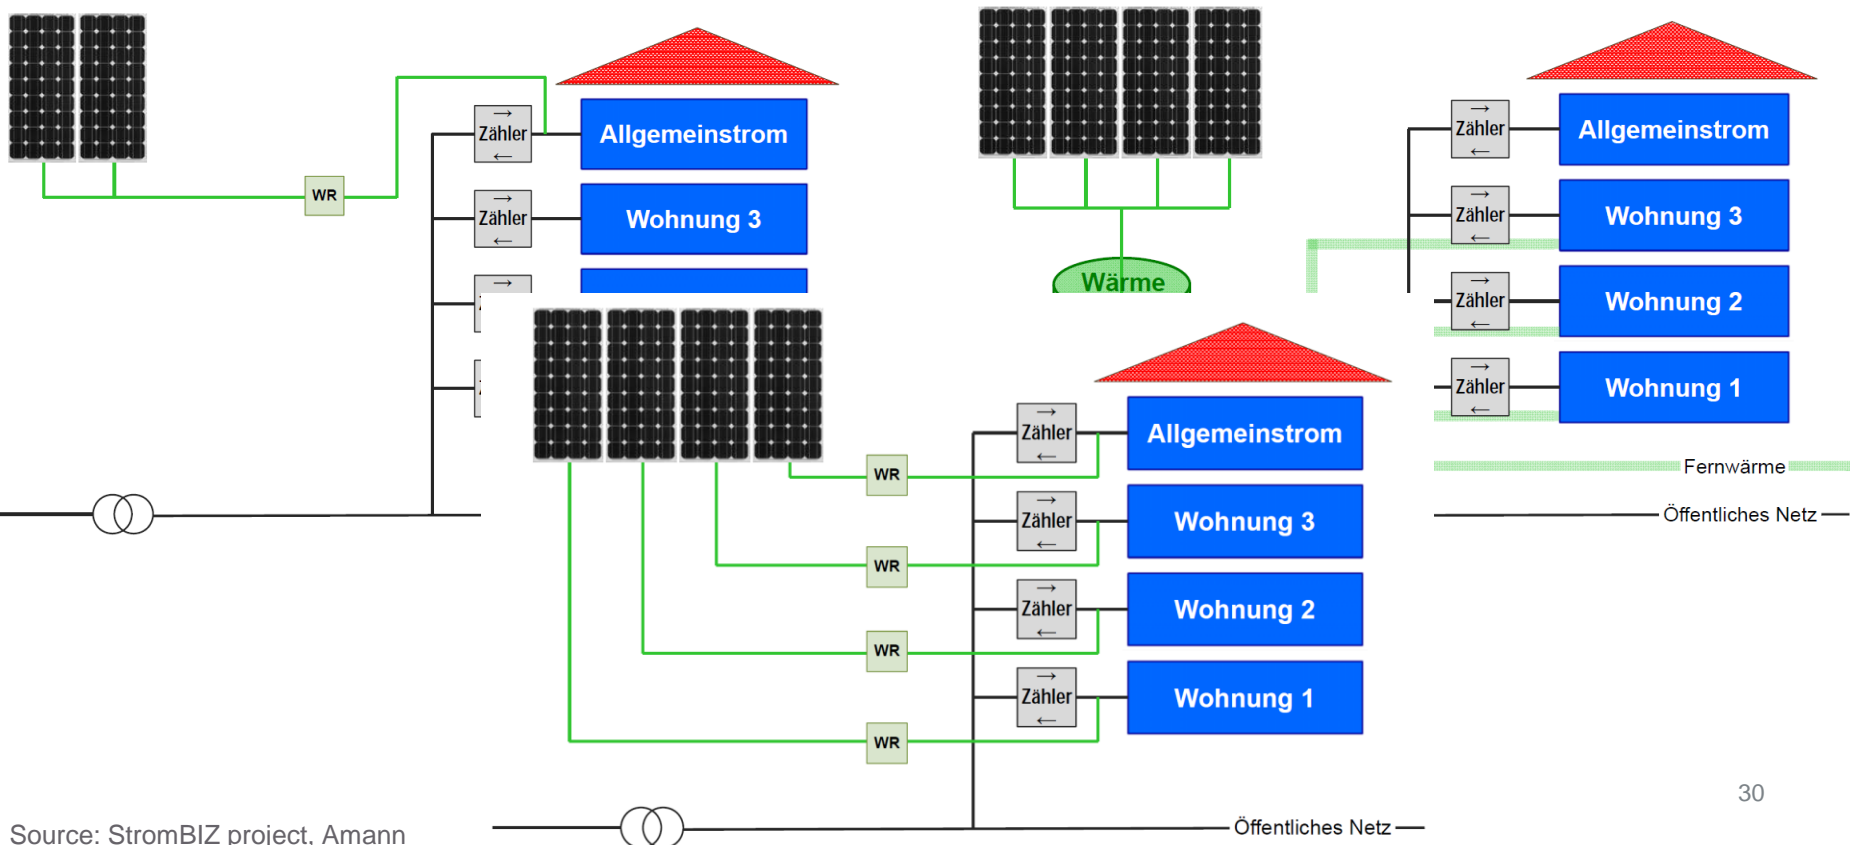 →
Zähler
←
Allgemeinstrom
WR
→
Zähler
←
Wohnung 3
→
Wärme
→
Zähler
←
Allgemeinstrom
→
Zähler
←
Wohnung 3
→
Zähler
←
Wohnung 2
→
Zähler
←
Wohnung 1
Fernwärme
Öffentliches Netz
→
Zähler
←
Allgemeinstrom
WR
→
Zähler
←
Wohnung 3
WR
→
Zähler
←
Wohnung 2
WR
→
Zähler
←
Wohnung 1
WR
Öffentliches Netz
30
Source: StromBIZ project, Amann